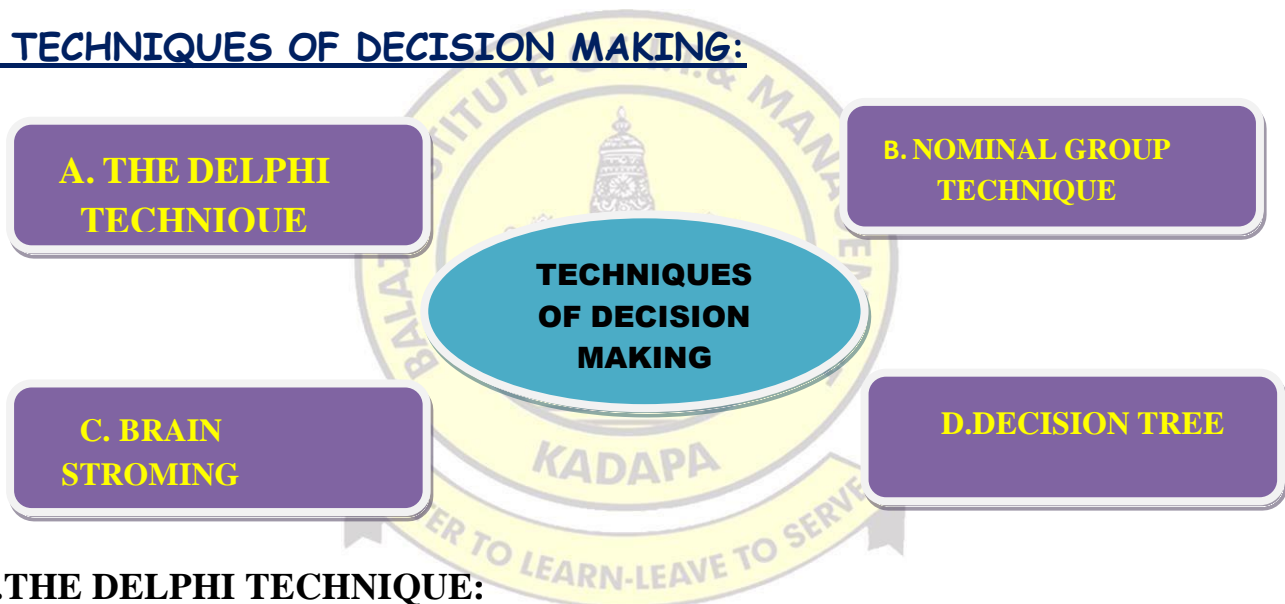 TECHNIQUES OF DECISION MAKING:
A. THE DELPHI
TECHNIQUE
B. NOMINAL GROUP
TECHNIQUE
TECHNIQUES
OF DECISION
MAKING
C. BRAIN
STROMING
D.DECISION TREE
KADAPA
TO LEARN-LEAVE TO SERVE
.THE DELPHI TECHNIQUE: